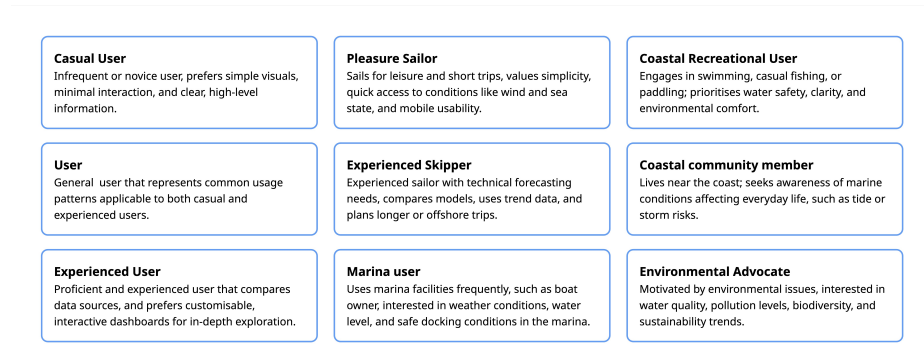 Casual User
Infrequent or novice user, prefers simple visuals,
minimal interaction, and clear, high-level
information.
Pleasure Sailor
Sails for leisure and short trips, values simplicity,
quick access to conditions like wind and sea
state, and mobile usability.
Coastal Recreational User
Engages in swimming, casual fishing, or
paddling; prioritises water safety, clarity, and
environmental comfort.
User
General  user that represents common usage
patterns applicable to both casual and
experienced users.
Experienced Skipper
Experienced sailor with technical forecasting
needs, compares models, uses trend data, and
plans longer or offshore trips.
Coastal community member
Lives near the coast; seeks awareness of marine
conditions affecting everyday life, such as tide or
storm risks.
Experienced User
Proficient and experienced user that compares
data sources, and prefers customisable,
interactive dashboards for in-depth exploration.
Marina user
Uses marina facilities frequently, such as boat
owner, interested in weather conditions, water
level, and safe docking conditions in the marina.
Environmental Advocate
Motivated by environmental issues, interested in
water quality, pollution levels, biodiversity, and
sustainability trends.